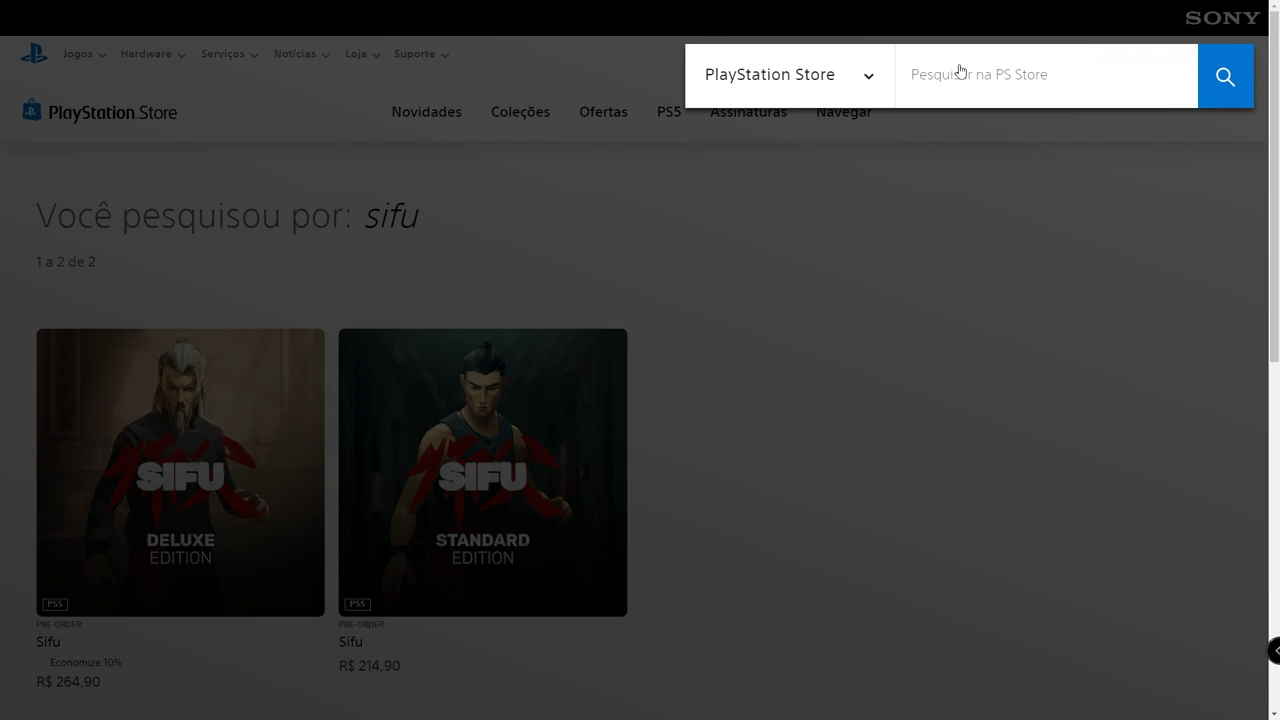 SONY
Jogos Hardware Serviços Notícias Loja Suporte
PlayStation Store
Pesquisar na PS Store
PlayStation Store
Novidades Coleções Ofertas PS5 Assinaturas Navegar
Você pesquisou por: sifu
1 a 2 de 2
SIFU
DELUXE
EDITION
PS5
PRE-ORDER
Sifu
Economize 10%
R$ 264,90
SIFU
STANDARD
EDITION
PS5
PRE-ORDER
Sifu
R$ 214,90